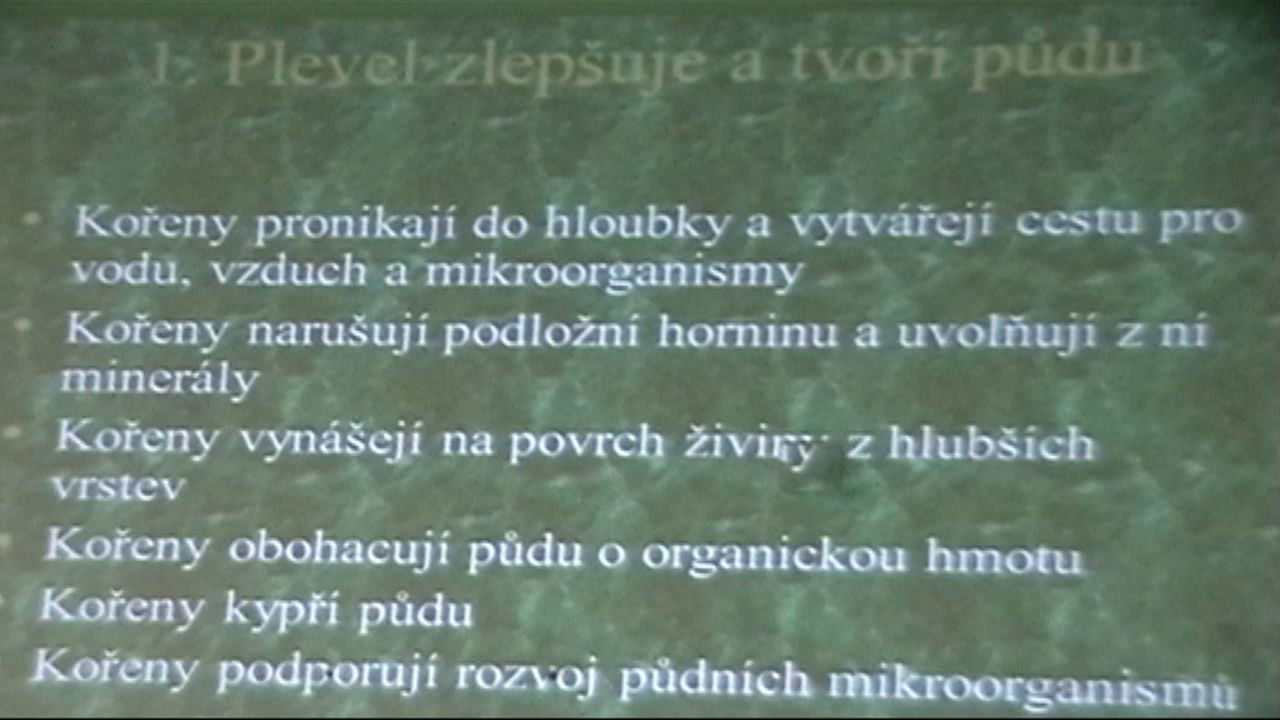 1. Plevel zlepšuje a tvoří půdu
Kořeny pronikají do hloubky a vytvářejí cestu pro
vodu, vzduch a mikroorganismy
Kořeny narušují podložní horninu a uvolňují z ní
minerály
Kořeny vynášejí na povrch živiny z hlubších
vrstev
Kořeny obohacují půdu o organickou hmotu
Kořeny kypří půdu
Kořeny podporují rozvoj půdních mikroorganismů